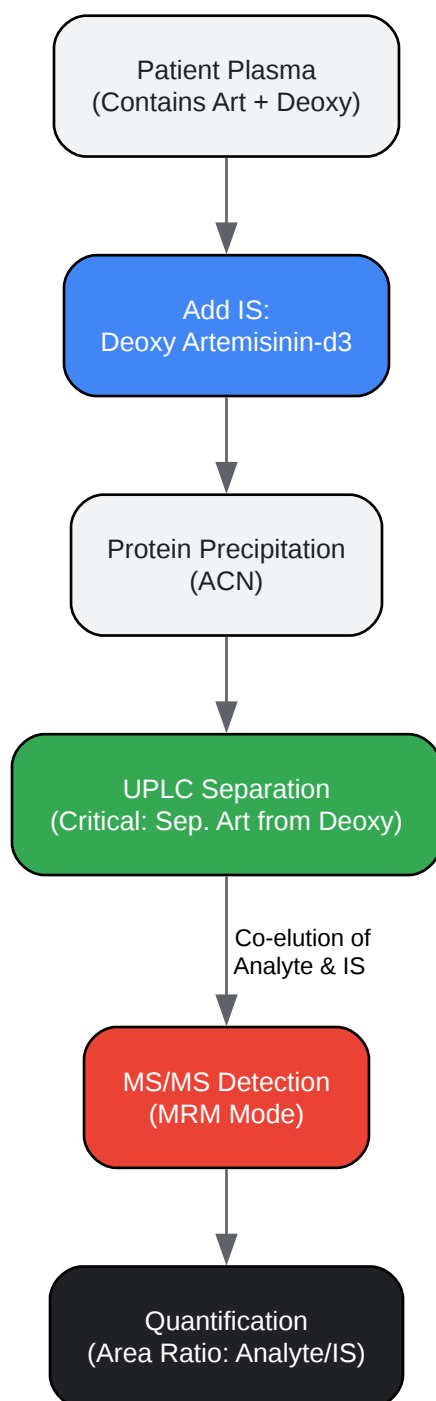 Patient Plasma
(Contains Art + Deoxy)
Add IS:
Deoxy Artemisinin-d3
Protein Precipitation
(ACN)
UPLC Separation
(Critical: Sep. Art from Deoxy)
Co-elution of
Analyte & IS
MS/MS Detection
(MRM Mode)
Quantification
(Area Ratio: Analyte/IS)